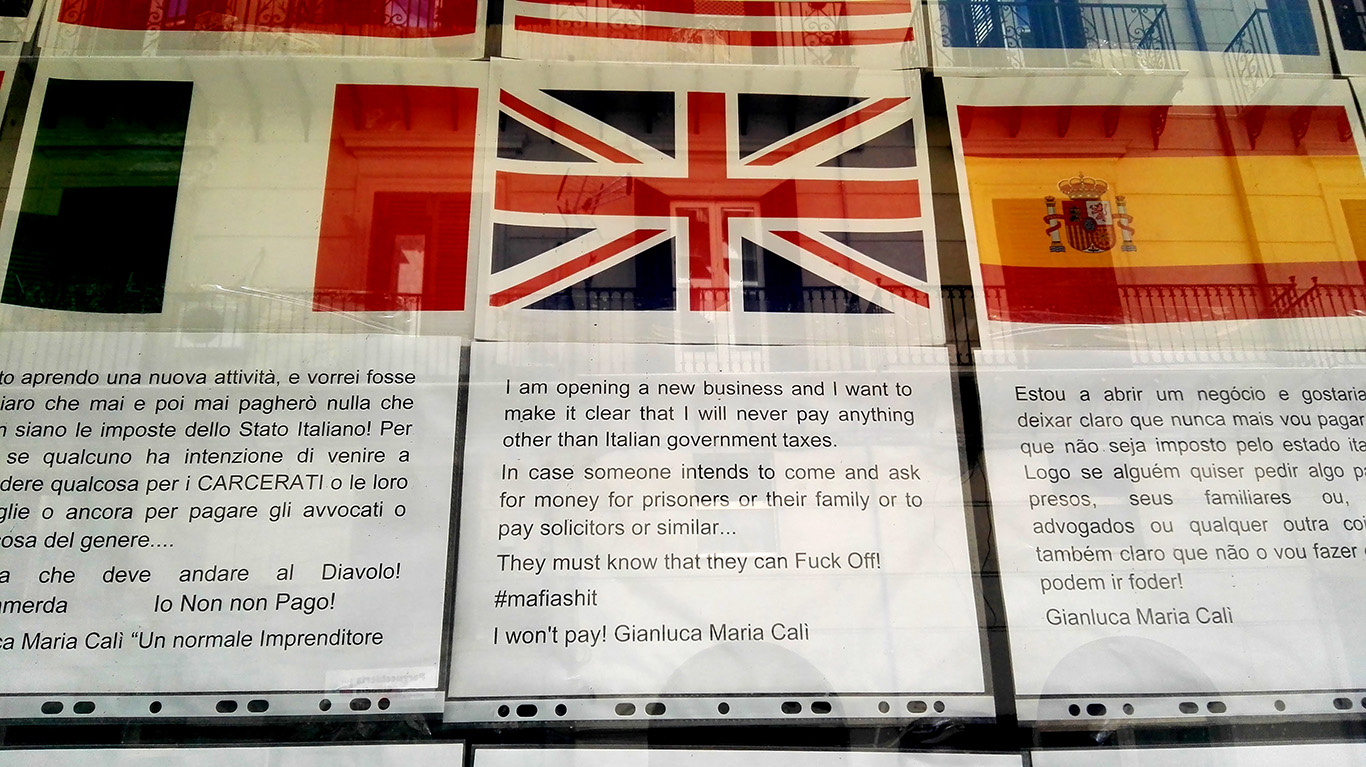 to aprendo una nuova attività, e vorrei fosse
iaro che mai e poi mai pagherò nulla che
n siano le imposte dello Stato Italiano! Per
se qualcuno ha intenzione di venire a
dere qualcosa per i CARCERATI o le loro
glie o ancora per pagare gli avvocati o
cosa del genere....
a che deve andare al Diavolo!
merda Io Non non Pago!
ca Maria Calì “Un normale Imprenditore
I am opening a new business and I want to
make it clear that I will never pay anything
other than Italian government taxes.
In case someone intends to come and ask
for money for prisoners or their family or to
pay solicitors or similar...
They must know that they can Fuck Off!
#mafiashit
I won't pay! Gianluca Maria Calì
Estou a abrir um negócio e gostaria
deixar claro que nunca mais vou pagar
que não seja imposto pelo estado ita
Logo se alguém quiser pedir algo p
presos, seus familiares ou,
advogados ou qualquer outra co
também claro que não o vou fazer e
podem ir foder!
Gianluca Maria Calì